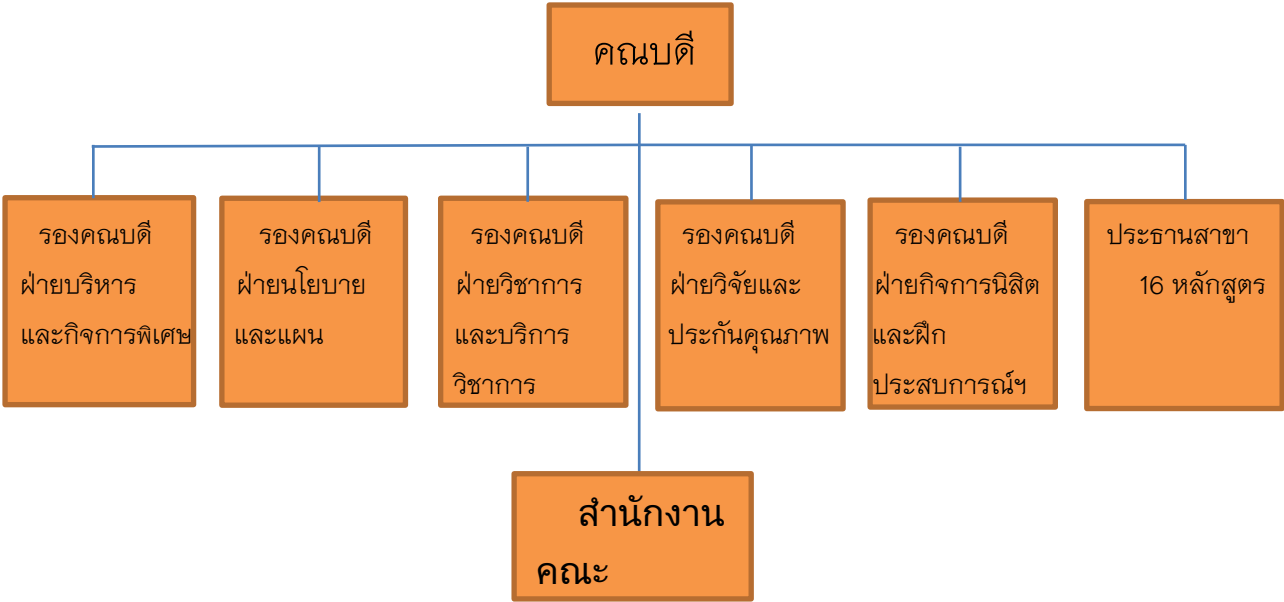 คณบดี
รองคณบดี
ฝ่ายบริหาร
และกิจการพิเศษ
รองคณบดี
ฝ่ายนโยบาย
และแผน
รองคณบดี
ฝ่ายวิชาการ
และบริการ
วิชาการ
รองคณบดี
ฝ่ายวิจัยและ
ประกันคุณภาพ
รองคณบดี
ฝ่ายกิจการนิสิต
และฝึก
ประสบการณ์ฯ
ประธานสาขา
16 หลักสูตร
สำนักงาน
คณะ